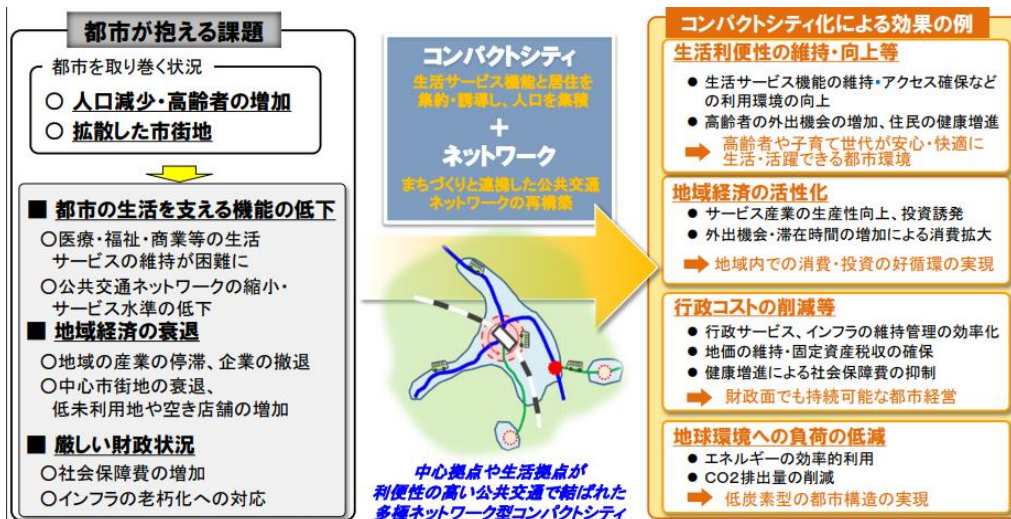 都市が抱える課題
都市を取り巻く状況
○ 人口減少・高齢者の増加
○ 拡散した市街地
■ 都市の生活を支える機能の低下
○医療・福祉・商業等の生活
サービスの維持が困難に
○公共交通ネットワークの縮小・
サービス水準の低下
■ 地域経済の衰退
○地域の産業の停滞、企業の撤退
○中心市街地の衰退、
低未利用地や空き店舗の増加
■ 厳しい財政状況
○社会保障費の増加
○インフラの老朽化への対応
コンパクトシティ
生活サービス機能と居住を
集約・誘導し、人口を集積
+
ネットワーク
まちづくりと連携した公共交通
ネットワークの再構築
中心拠点や生活拠点が
利便性の高い公共交通で結ばれた
多極ネットワーク型コンパクトシティ
コンパクトシティ化による効果の例
生活利便性の維持・向上等
● 生活サービス機能の維持・アクセス確保など
の利用環境の向上
● 高齢者の外出機会の増加、住民の健康増進
➡ 高齢者や子育て世代が安心・快適に
生活・活躍できる都市環境
地域経済の活性化
● サービス産業の生産性向上、投資誘発
● 外出機会・滞在時間の増加による消費拡大
➡ 地域内での消費・投資の好循環の実現
行政コストの削減等
● 行政サービス、インフラの維持管理の効率化
● 地価の維持・固定資産税収の確保
● 健康増進による社会保障費の抑制
➡ 財政面でも持続可能な都市経営
地球環境への負荷の低減
● エネルギーの効率的利用
● CO2排出量の削減
➡ 低炭素型の都市構造の実現